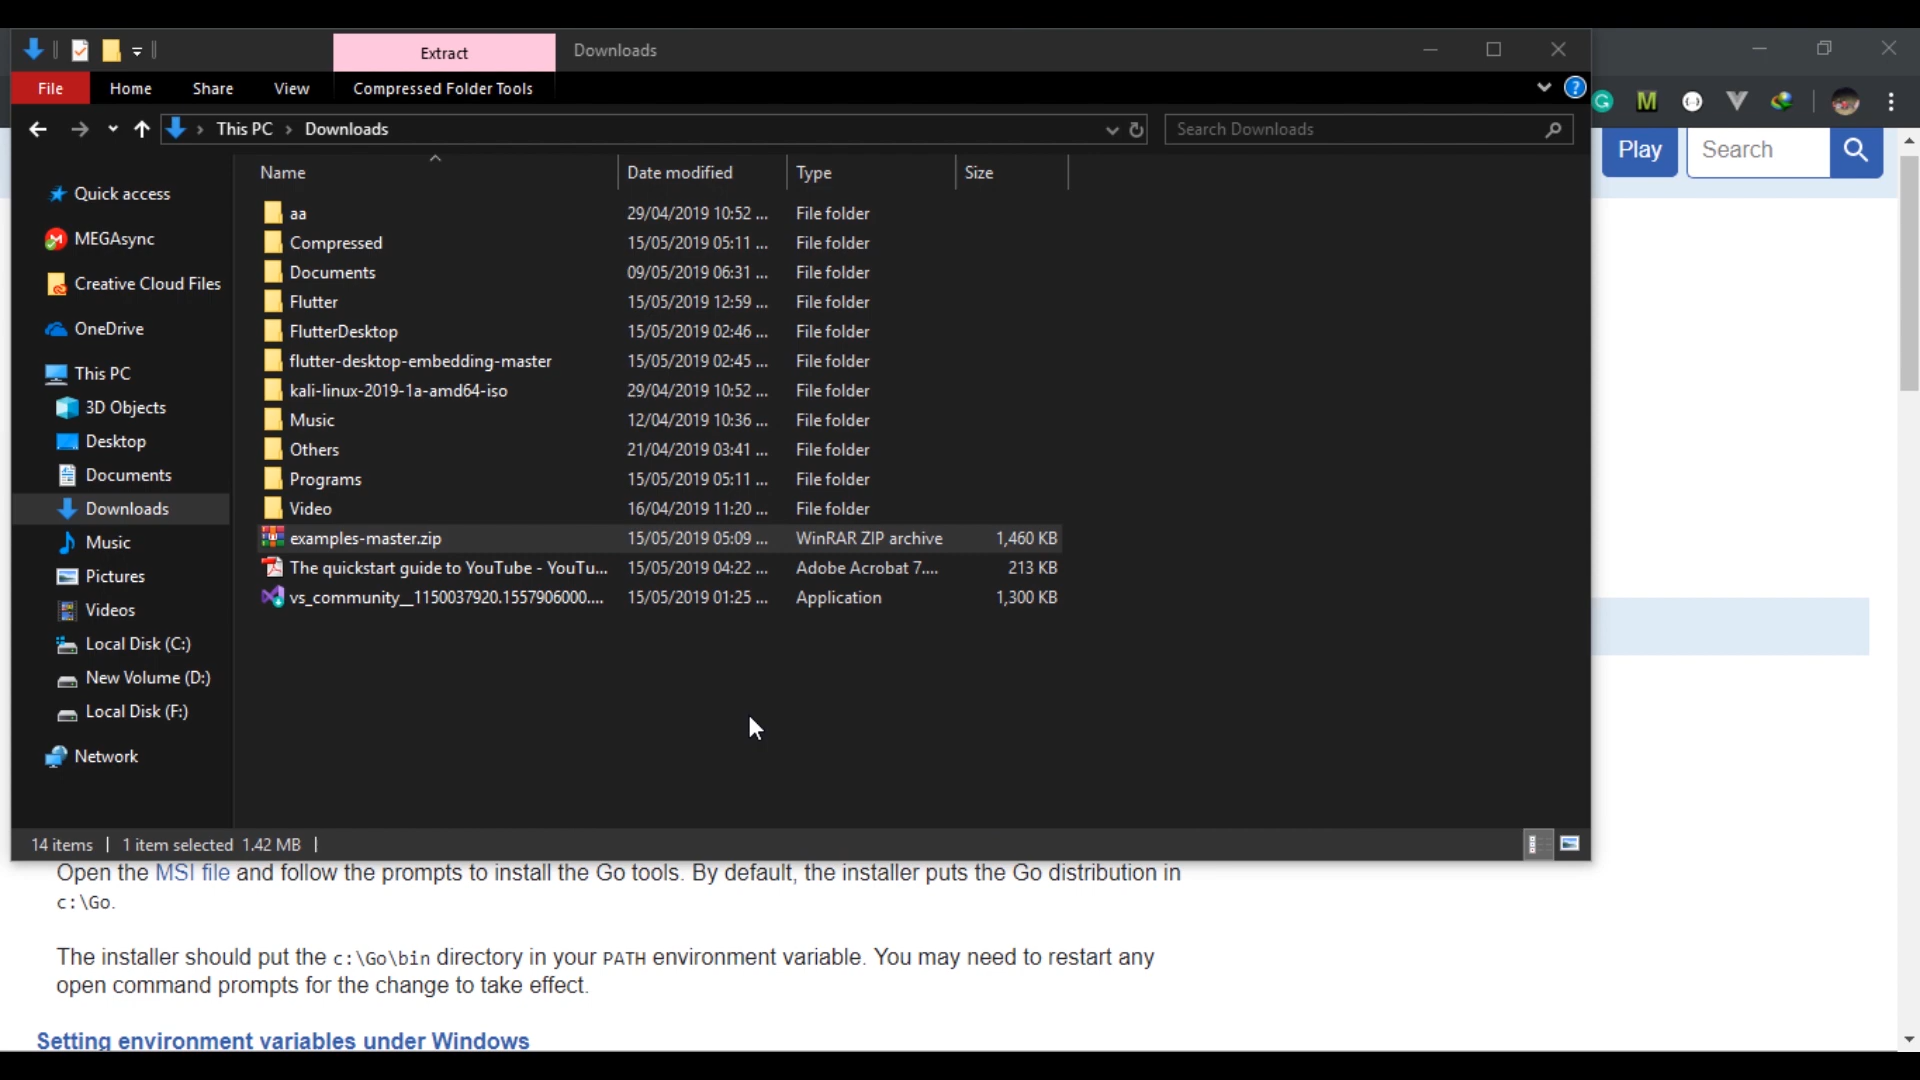 Extract Downloads
File Home Share View Compressed Folder Tools
This PC Downloads Search Downloads
Play Search
Name Date modified Type Size
Quick access
MEGAsync
Creative Cloud Files
OneDrive
This PC
3D Objects
Desktop
Documents
Downloads
Music
Pictures
Videos
Local Disk (C:)
New Volume (D:)
Local Disk (F:)
Network
aa 29/04/2019 10:52 ... File folder
Compressed 15/05/2019 05:11 ... File folder
Documents 09/05/2019 06:31 ... File folder
Flutter 15/05/2019 12:59 ... File folder
FlutterDesktop 15/05/2019 02:46 ... File folder
flutter-desktop-embedding-master 15/05/2019 02:45 ... File folder
kali-linux-2019-1a-amd64-iso 29/04/2019 10:52 ... File folder
Music 12/04/2019 10:36 ... File folder
Others 21/04/2019 03:41 ... File folder
Programs 15/05/2019 05:11 ... File folder
Video 16/04/2019 11:20 ... File folder
examples-master.zip 15/05/2019 05:09 ... WinRAR ZIP archive 1,460 KB
The quickstart guide to YouTube - YouTu... 15/05/2019 04:22 ... Adobe Acrobat 7.... 213 KB
vs_community__1150037920.1557906000.... 15/05/2019 01:25 ... Application 1,300 KB
14 items 1 item selected 1.42 MB
Open the MSI file and follow the prompts to install the Go tools. By default, the installer puts the Go distribution in
c:\Go.
The installer should put the c:\Go\bin directory in your PATH environment variable. You may need to restart any
open command prompts for the change to take effect.
Setting environment variables under Windows